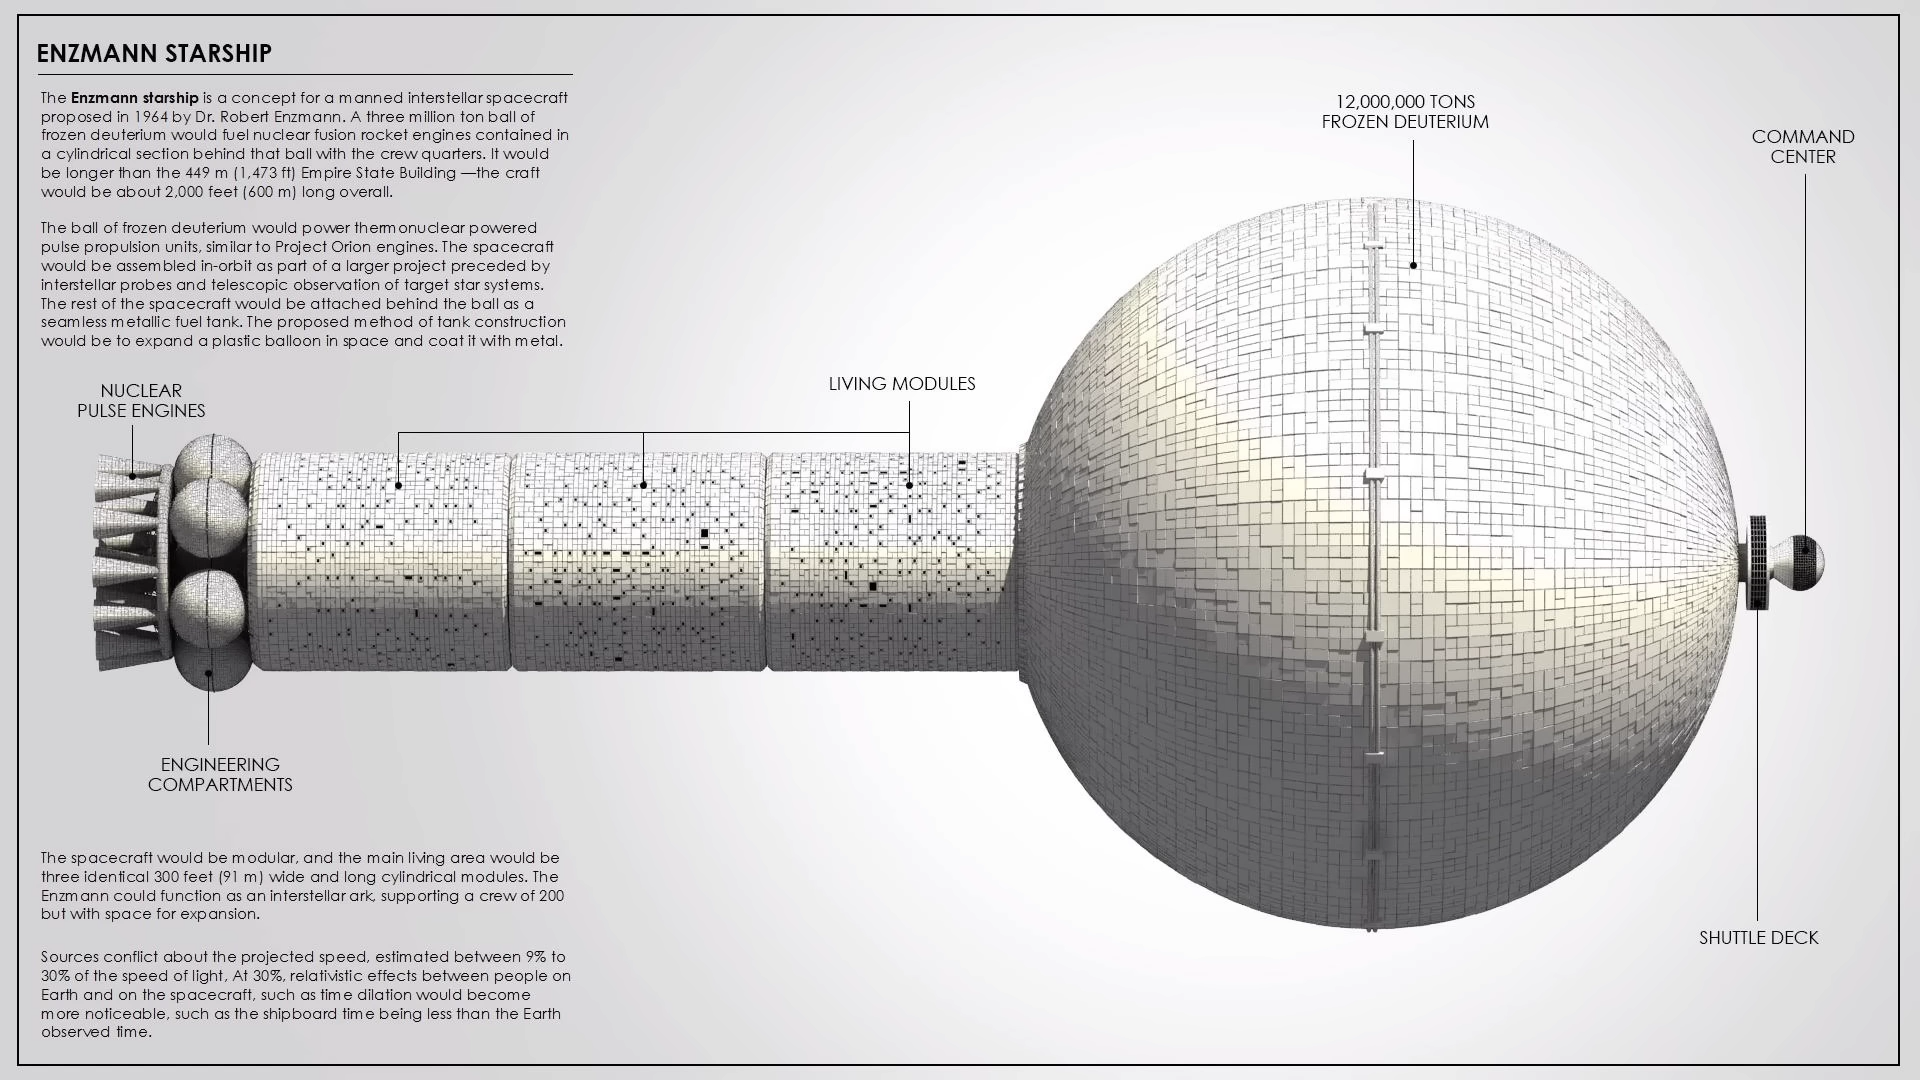 ENZMANN STARSHIP
The Enzmann starship is a concept for a manned interstellar spacecraft
proposed in 1964 by Dr. Robert Enzmann. A three million ton ball of
frozen deuterium would fuel nuclear fusion rocket engines contained in
a cylindrical section behind that ball with the crew quarters. It would
be longer than the 449 m (1,473 ft) Empire State Building —the craft
would be about 2,000 feet (600 m) long overall.
The ball of frozen deuterium would power thermonuclear powered
pulse propulsion units, similar to Project Orion engines. The spacecraft
would be assembled in-orbit as part of a larger project preceded by
interstellar probes and telescopic observation of target star systems.
The rest of the spacecraft would be attached behind the ball as a
seamless metallic fuel tank. The proposed method of tank construction
would be to expand a plastic balloon in space and coat it with metal.
12,000,000 TONS
FROZEN DEUTERIUM
COMMAND
CENTER
NUCLEAR
PULSE ENGINES
LIVING MODULES
ENGINEERING
COMPARTMENTS
SHUTTLE DECK
The spacecraft would be modular, and the main living area would be
three identical 300 feet (91 m) wide and long cylindrical modules. The
Enzmann could function as an interstellar ark, supporting a crew of 200
but with space for expansion.
Sources conflict about the projected speed, estimated between 9% to
30% of the speed of light, At 30%, relativistic effects between people on
Earth and on the spacecraft, such as time dilation would become
more noticeable, such as the shipboard time being less than the Earth
observed time.